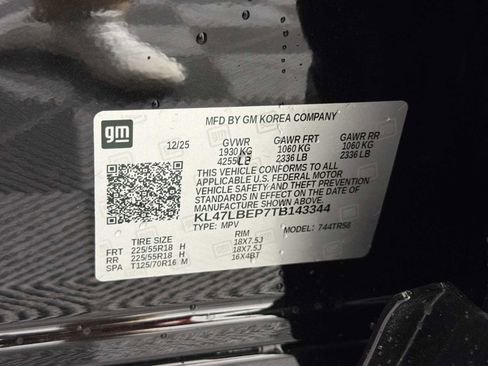 gm
MFD BY GM KOREA COMPANY
12/25 GVWR GAWR FRT GAWR RR
1930 KG 1060 KG 1060 KG
4255 LB 2336 LB 2336 LB
THIS VEHICLE CONFORMS TO ALL
APPLICABLE U.S. FEDERAL MOTOR
VEHICLE SAFETY AND THEFT PREVENTION
STANDARDS IN EFFECT ON THE DATE OF
MANUFACTURE SHOWN ABOVE.
KL47LBEP7TB143344
TYPE: MPV MODEL: 744TR56
TIRE SIZE RIM
FRT 225/55R18 H 18X7.5J
RR 225/55R18 H 18X7.5J
SPA T125/70R16 M 16X4BT